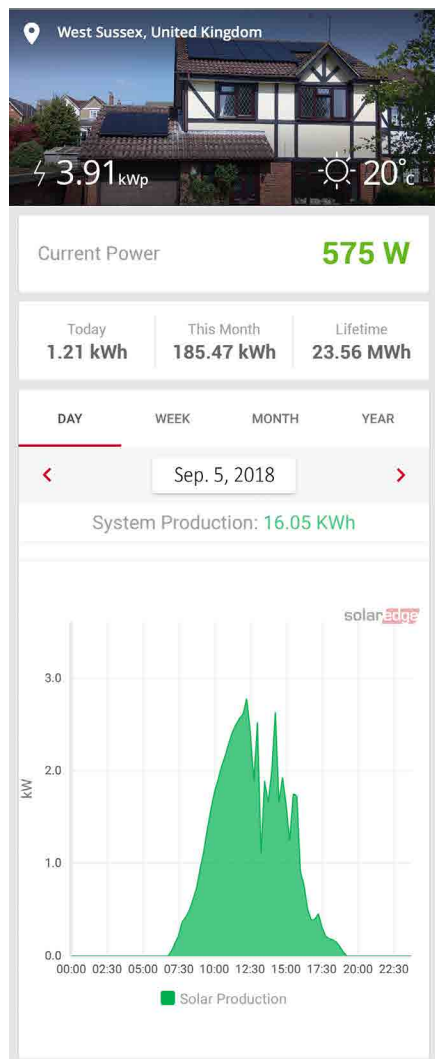 West Sussex, United Kingdom
3.91kWp 20°c
Current Power 575 W
Today This Month Lifetime
1.21 kWh 185.47 kWh 23.56 MWh
DAY WEEK MONTH YEAR
Sep. 5, 2018
System Production: 16.05 KWh
solaredge
3.0
2.0
kW
1.0
0.0
00:00 02:30 05:00 07:30 10:00 12:30 15:00 17:30 20:00 22:30
Solar Production